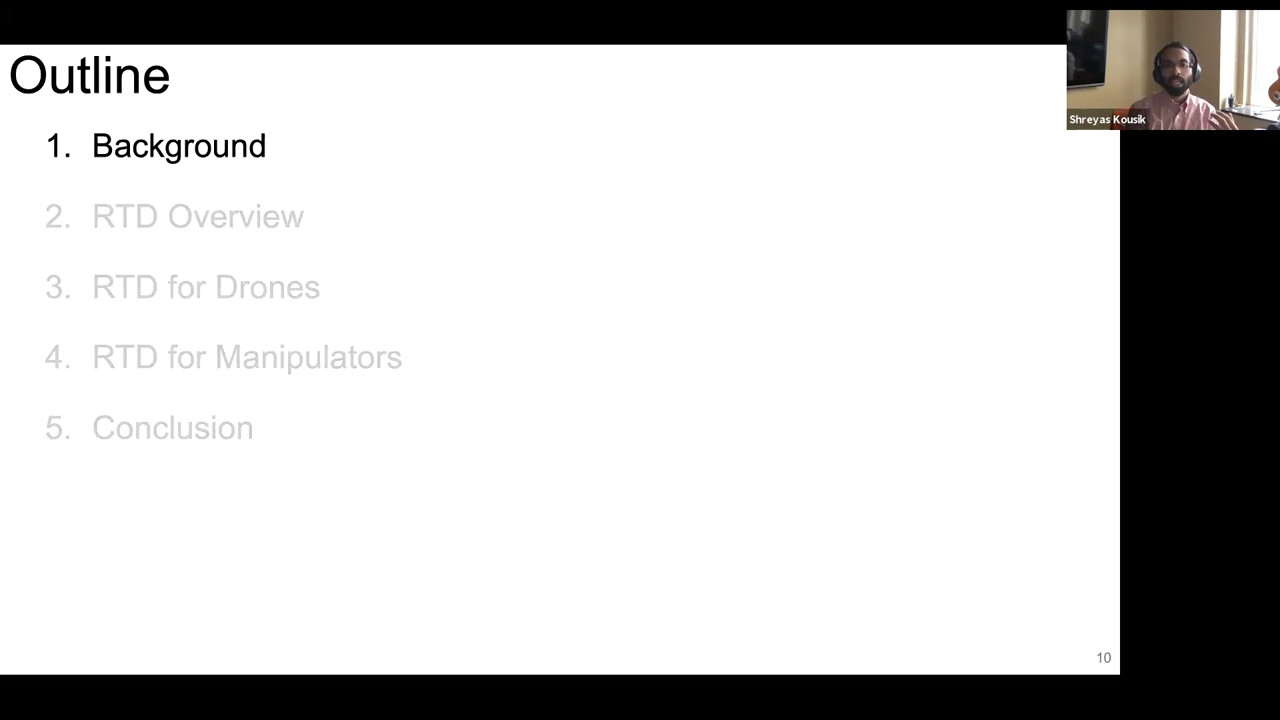 Outline
1. Background
2. RTD Overview
3. RTD for Drones
4. RTD for Manipulators
5. Conclusion
10
Shreyas Kousik